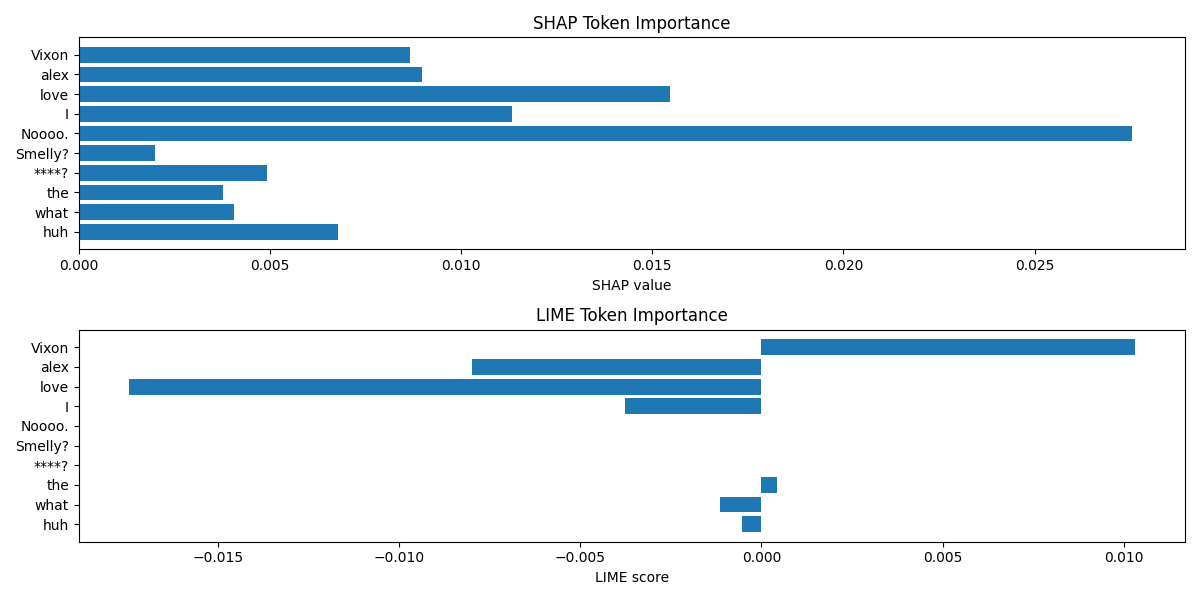 SHAP Token Importance
Vixon
alex
love
I
Noooo.
Smelly?
****?
the
what
huh
0.000 0.005 0.010 0.015 0.020 0.025
SHAP value
LIME Token Importance
Vixon
alex
love
I
Noooo.
Smelly?
****?
the
what
huh
−0.015 −0.010 −0.005 0.000 0.005 0.010
LIME score